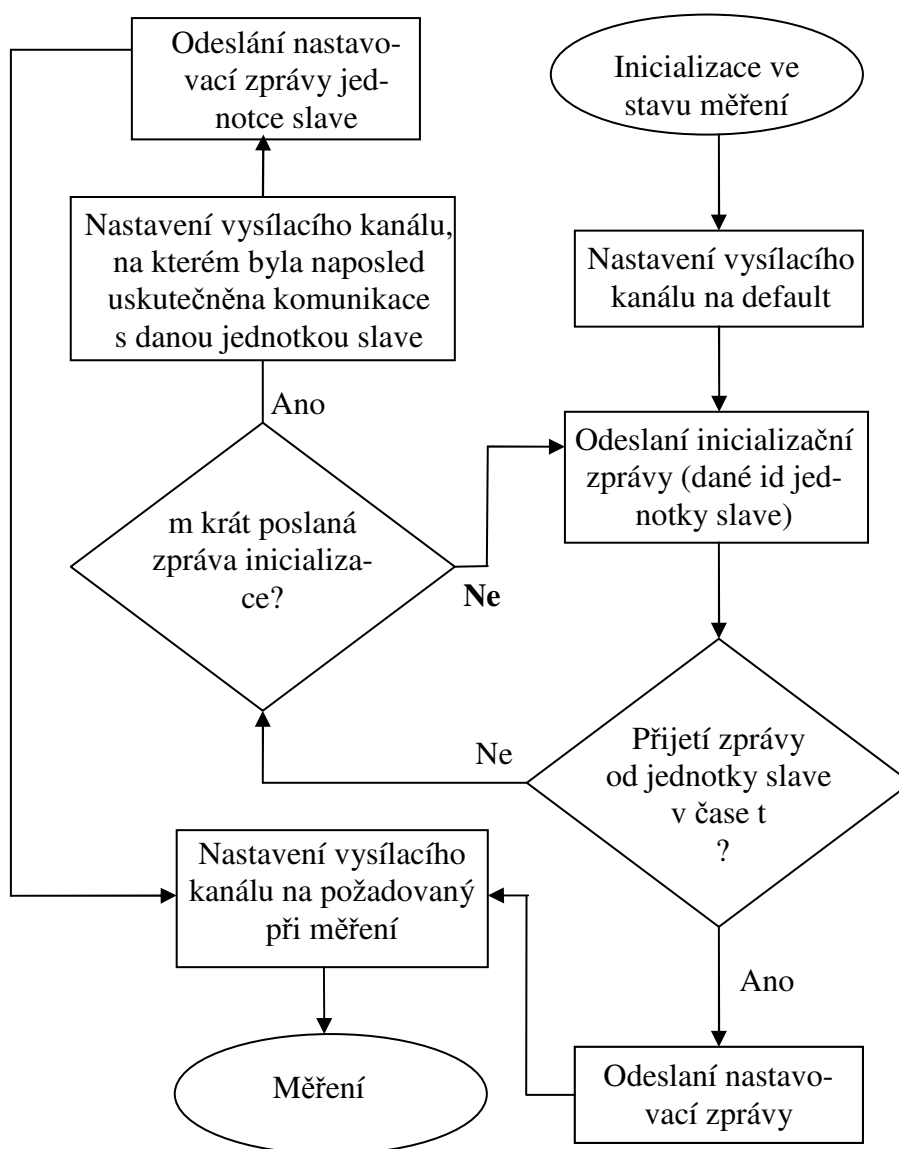 Odeslání nastavo-
vací zprávy jed-
notce slave
Inicializace ve
stavu měření
Nastavení vysílacího kanálu,
na kterém byla naposled
uskutečněna komunikace
s danou jednotkou slave
Nastavení vysílacího
kanálu na default
Ano
Odeslaní inicializační
zprávy (dané id jed-
notky slave)
m krát poslaná
zpráva inicializa-
ce?
Ne
Ne
Přijetí zprávy
od jednotky slave
v čase t
?
Nastavení vysílacího
kanálu na požadovaný
při měření
Ano
Měření
Odeslaní nastavo-
vací zprávy